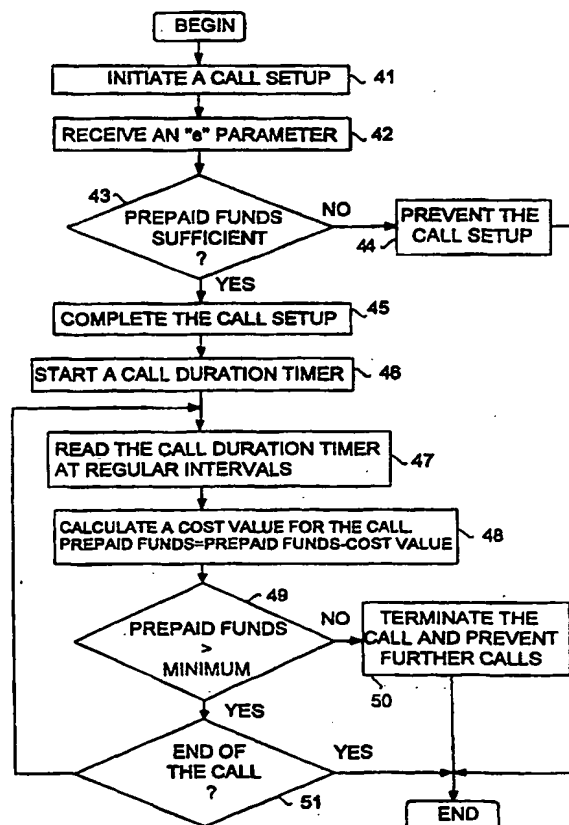 BEGIN
INITIATE A CALL SETUP
41
RECEIVE AN "e" PARAMETER
42
43
PREPAID FUNDS
SUFFICIENT
?
NO
PREVENT THE
CALL SETUP
44
YES
COMPLETE THE CALL SETUP
45
START A CALL DURATION TIMER
46
READ THE CALL DURATION TIMER
AT REGULAR INTERVALS
47
CALCULATE A COST VALUE FOR THE CALL.
PREPAID FUNDS=PREPAID FUNDS-COST VALUE
48
49
PREPAID FUNDS
>
MINIMUM
NO
TERMINATE THE
CALL AND PREVENT
FURTHER CALLS
50
YES
END OF
THE CALL
?
YES
51
END